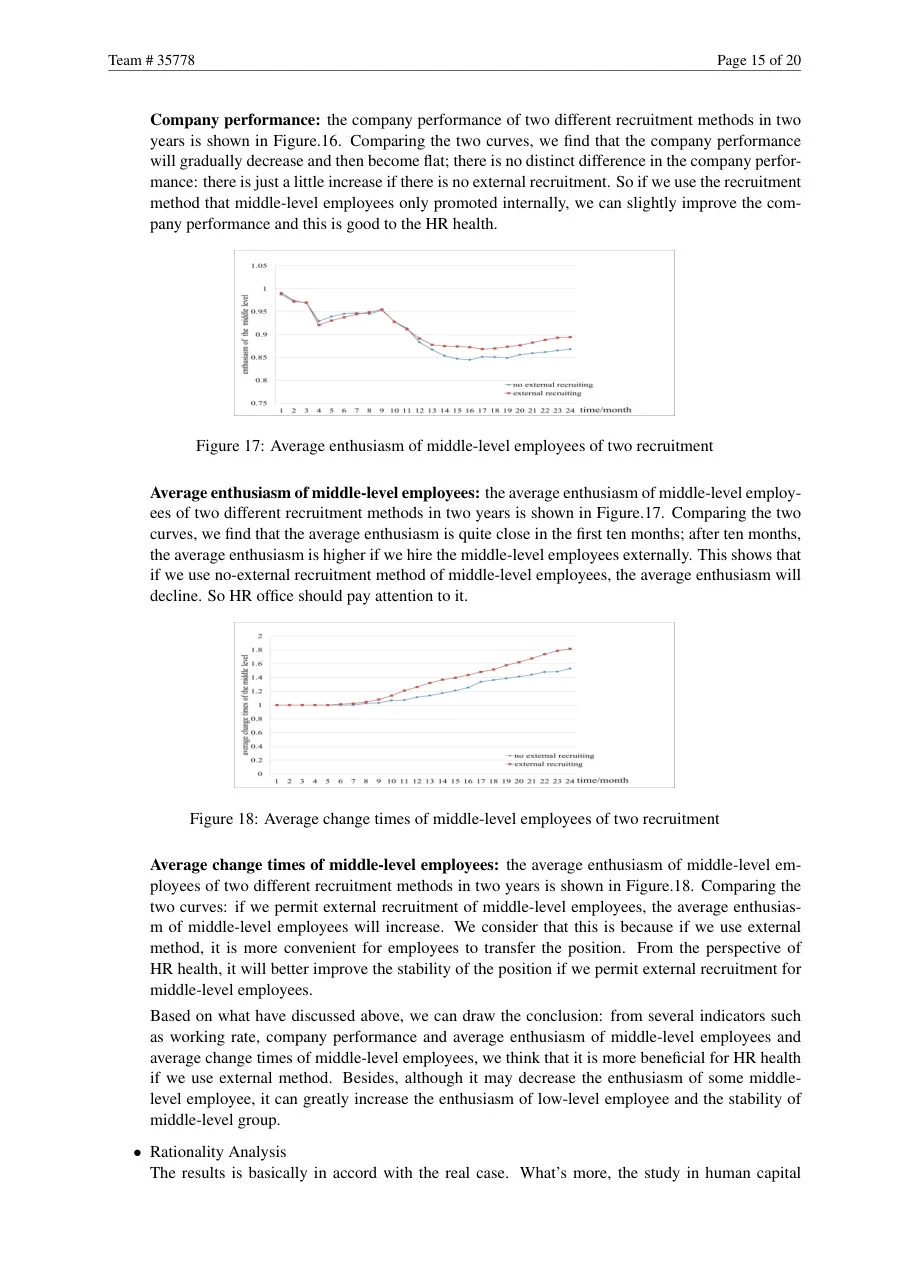 Team # 35778 Page 15 of 20
Company performance: the company performance of two different recruitment methods in two
years is shown in Figure.16. Comparing the two curves, we find that the company performance
will gradually decrease and then become flat; there is no distinct difference in the company perfor-
mance: there is just a little increase if there is no external recruitment. So if we use the recruitment
method that middle-level employees only promoted internally, we can slightly improve the com-
pany performance and this is good to the HR health.
1.05
1
0.95
0.9
0.85
0.8
0.75
enthusiasm of the middle level
no external recruiting
external recruiting
1 2 3 4 5 6 7 8 9 10 11 12 13 14 15 16 17 18 19 20 21 22 23 24 time/month
Figure 17: Average enthusiasm of middle-level employees of two recruitment
Average enthusiasm of middle-level employees: the average enthusiasm of middle-level employ-
ees of two different recruitment methods in two years is shown in Figure.17. Comparing the two
curves, we find that the average enthusiasm is quite close in the first ten months; after ten months,
the average enthusiasm is higher if we hire the middle-level employees externally. This shows that
if we use no-external recruitment method of middle-level employees, the average enthusiasm will
decline. So HR office should pay attention to it.
2
1.8
1.6
1.4
1.2
1
0.8
0.6
0.4
0.2
0
average change times of the middle level
no external recruiting
external recruiting
1 2 3 4 5 6 7 8 9 10 11 12 13 14 15 16 17 18 19 20 21 22 23 24 time/month
Figure 18: Average change times of middle-level employees of two recruitment
Average change times of middle-level employees: the average enthusiasm of middle-level em-
ployees of two different recruitment methods in two years is shown in Figure.18. Comparing the
two curves: if we permit external recruitment of middle-level employees, the average enthusias-
m of middle-level employees will increase. We consider that this is because if we use external
method, it is more convenient for employees to transfer the position. From the perspective of
HR health, it will better improve the stability of the position if we permit external recruitment for
middle-level employees.
Based on what have discussed above, we can draw the conclusion: from several indicators such
as working rate, company performance and average enthusiasm of middle-level employees and
average change times of middle-level employees, we think that it is more beneficial for HR health
if we use external method. Besides, although it may decrease the enthusiasm of some middle-
level employee, it can greatly increase the enthusiasm of low-level employee and the stability of
middle-level group.
• Rationality Analysis
The results is basically in accord with the real case. What's more, the study in human capital